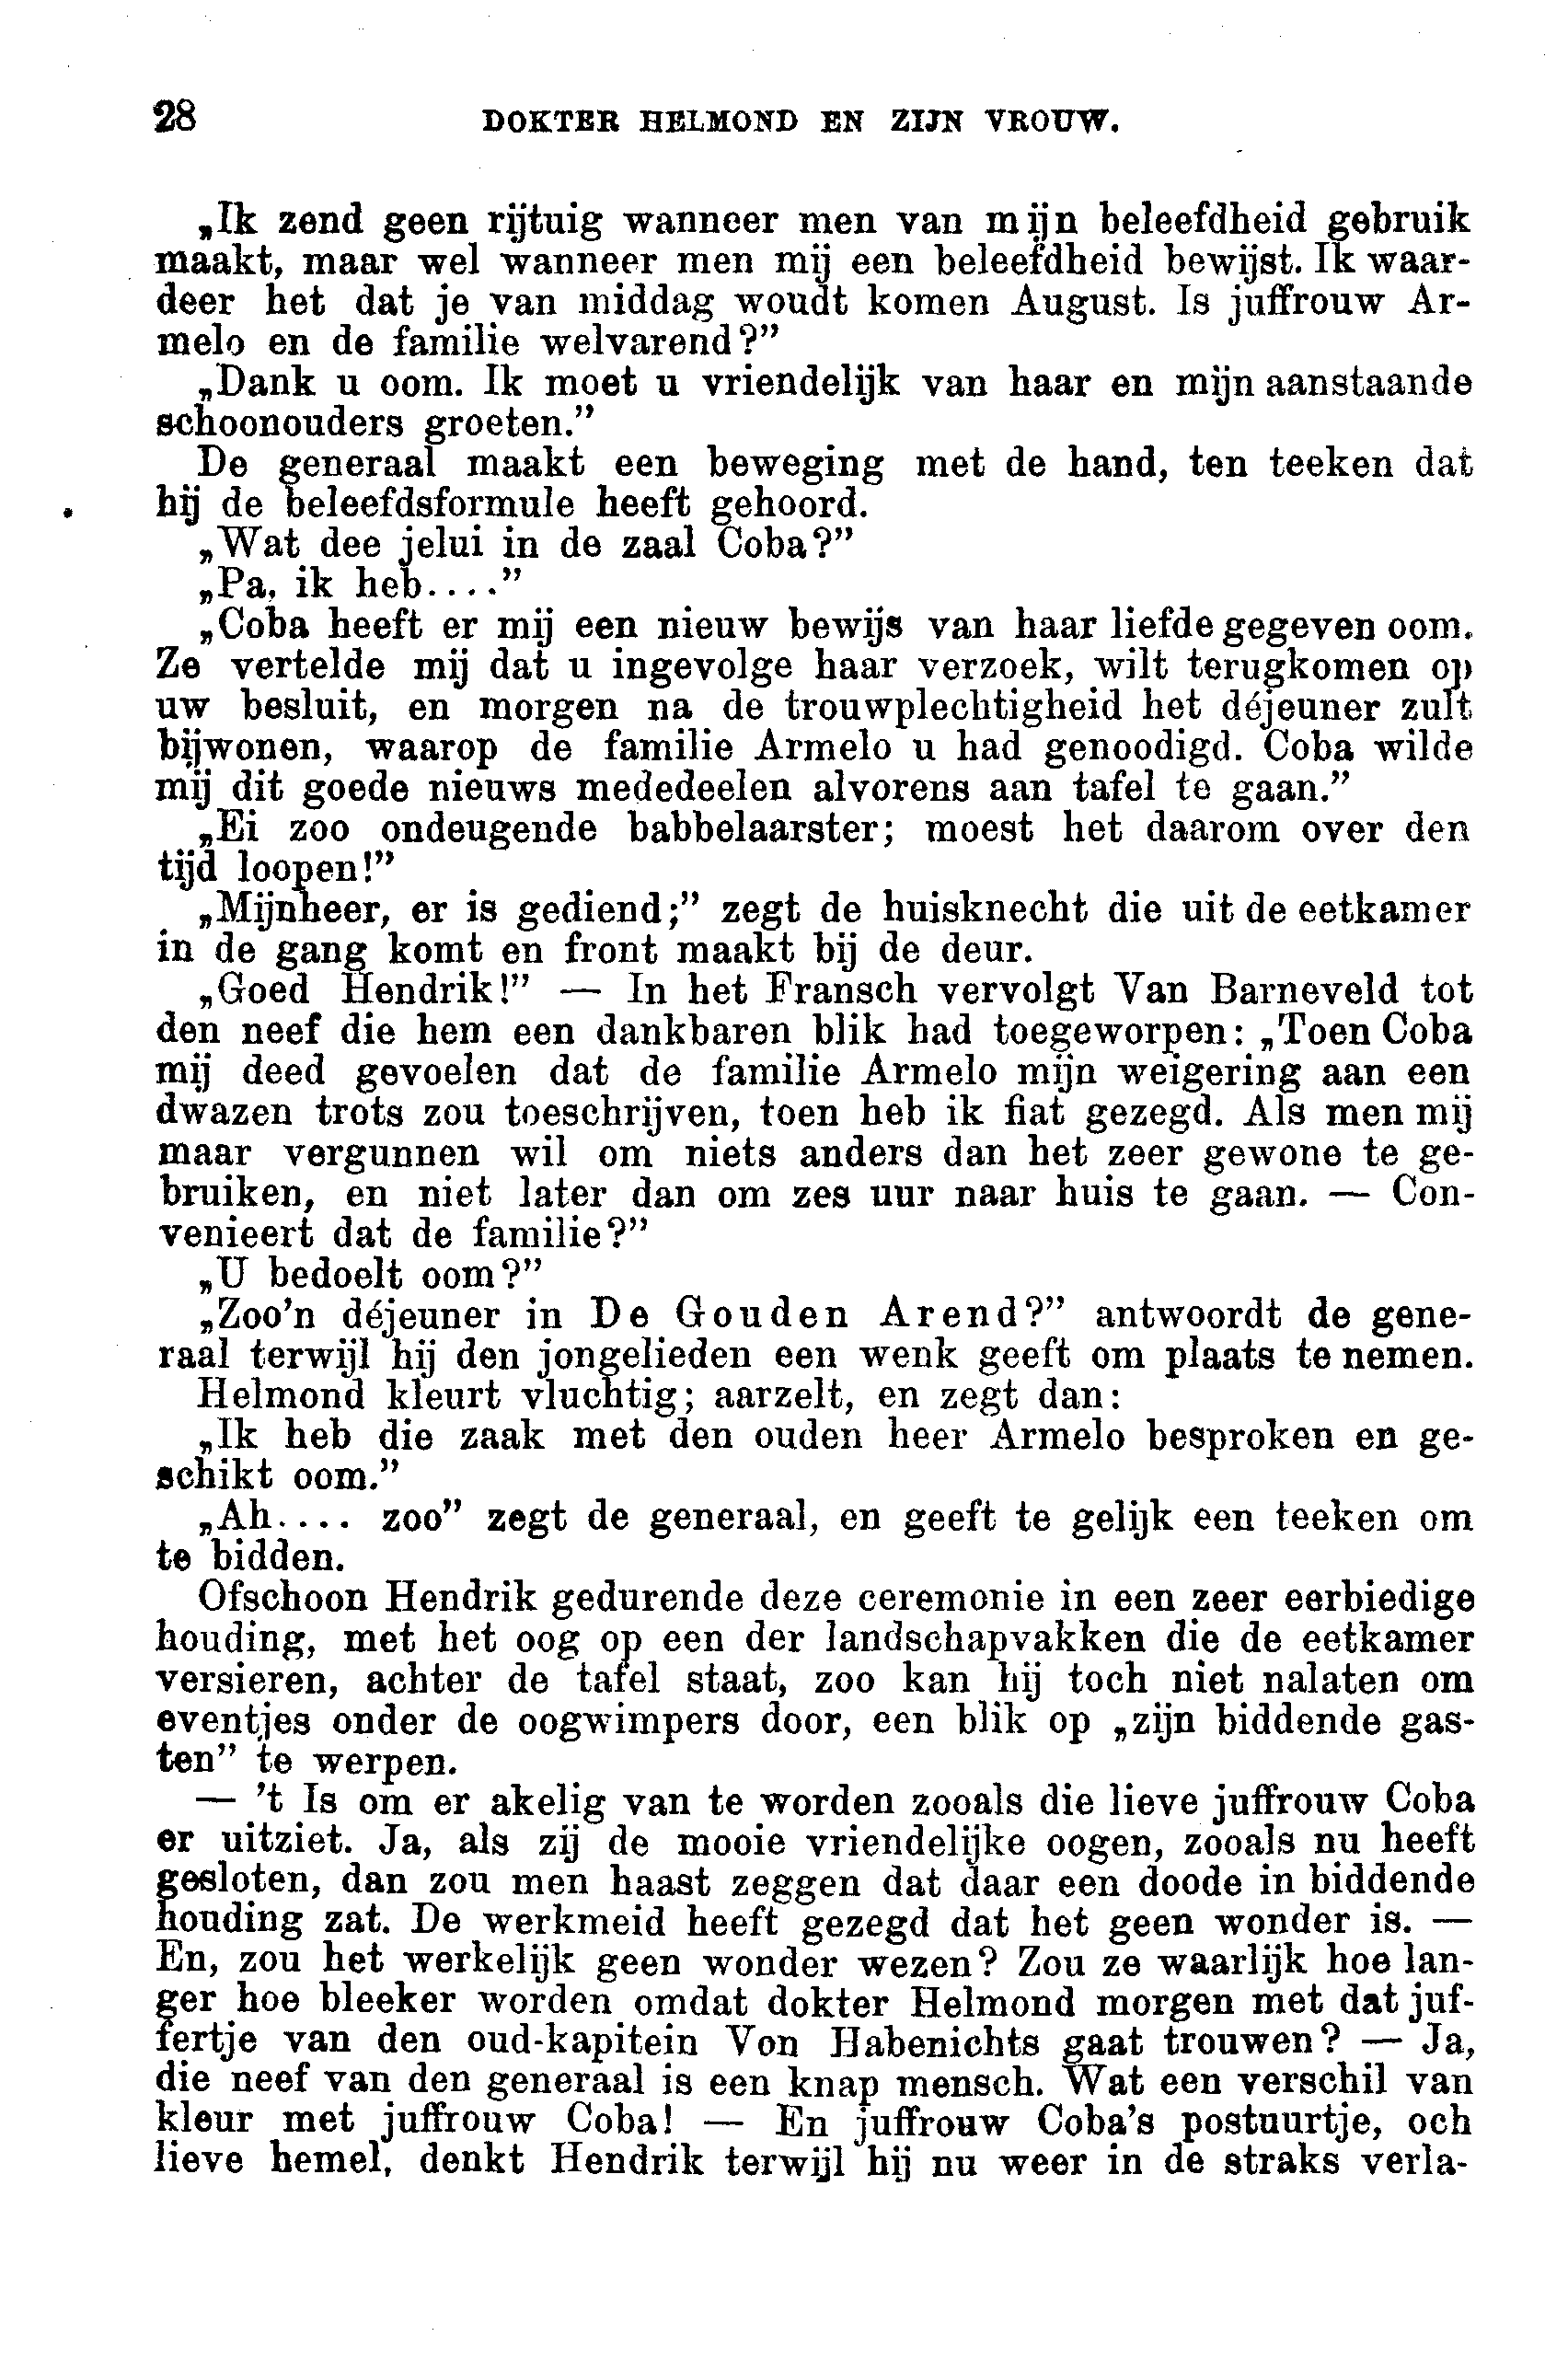 28 DOKTER HELMOND EN ZIJN VROUW.
„Ik zend geen rijtuig wanneer men van mijn beleefdheid gebruik
maakt, maar wel wanneer men mij een beleefdheid bewijst. Ik waar-
deer het dat je van middag woudt komen August. Is juffrouw Ar-
melo en de familie welvarend?”
„Dank u oom. Ik moet u vriendelijk van haar en mijn aanstaande
schoonouders groeten.”
De generaal maakt een beweging met de hand, ten teeken dat
hij de beleefdsformule heeft gehoord.
„Wat dee jelui in de zaal Coba?”
„Pa, ik heb....”
„Coba heeft er mij een nieuw bewijs van haar liefde gegeven oom.
Ze vertelde mij dat u ingevolge haar verzoek, wilt terugkomen op
uw besluit, en morgen na de trouwplechtigheid het déjeuner zult
bijwonen, waarop de familie Armelo u had genoodigd. Coba wilde
mij dit goede nieuws mededeelen alvorens aan tafel te gaan.”
„Ei zoo ondeugende babbelaarster; moest het daarom over den
tijd loopen!”
„Mijnheer, er is gediend;” zegt de huisknecht die uit de eetkamer
in de gang komt en front maakt bij de deur.
„Goed Hendrik!” — In het Fransch vervolgt Van Barneveld tot
den neef die hem een dankbaren blik had toegeworpen: „Toen Coba
mij deed gevoelen dat de familie Armelo mijn weigering aan een
dwazen trots zou toeschrijven, toen heb ik fiat gezegd. Als men mij
maar vergunnen wil om niets anders dan het zeer gewone te ge-
bruiken, en niet later dan om zes uur naar huis te gaan. — Con-
venieert dat de familie?”
„U bedoelt oom?”
„Zoo'n déjeuner in De Gouden Arend?” antwoordt de gene-
raal terwijl hij den jongelieden een wenk geeft om plaats te nemen.
Helmond kleurt vluchtig; aarzelt, en zegt dan:
„Ik heb die zaak met den ouden heer Armelo besproken en ge-
schikt oom.”
„Ah.... zoo” zegt de generaal, en geeft te gelijk een teeken om
te bidden.
Ofschoon Hendrik gedurende deze ceremonie in een zeer eerbiedige
houding, met het oog op een der landschapvakken die de eetkamer
versieren, achter de tafel staat, zoo kan hij toch niet nalaten om
eventjes onder de oogwimpers door, een blik op „zijn biddende gas-
ten” te werpen.
— 't Is om er akelig van te worden zooals die lieve juffrouw Coba
er uitziet. Ja, als zij de mooie vriendelijke oogen, zooals nu heeft
gesloten, dan zou men haast zeggen dat daar een doode in biddende
houding zat. De werkmeid heeft gezegd dat het geen wonder is. —
En, zou het werkelijk geen wonder wezen? Zou ze waarlijk hoe lan-
ger hoe bleeker worden omdat dokter Helmond morgen met dat juf-
fertje van den oud-kapitein Von Habenichts gaat trouwen? — Ja,
die neef van den generaal is een knap mensch. Wat een verschil van
kleur met juffrouw Coba! — En juffrouw Coba's postuurtje, och
lieve hemel, denkt Hendrik terwijl hij nu weer in de straks verla-